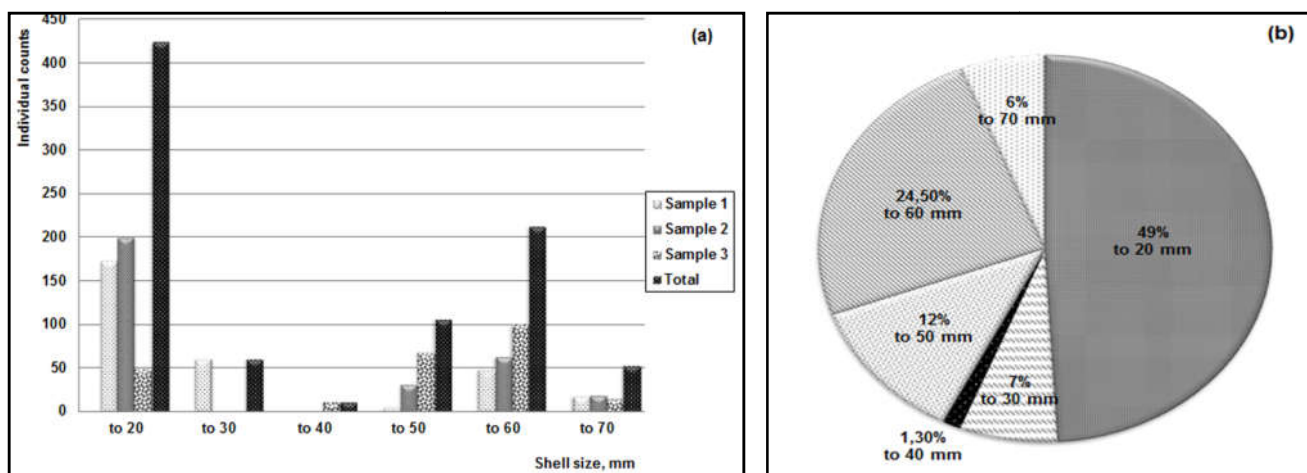 450
400
350
300
250
200
150
100
50
0
Individual counts
(a)
Sample 1
Sample 2
Sample 3
Total
to 20 to 30 to 40 to 50 to 60 to 70
Shell size, mm
(b)
6%
to 70 mm
24,50%
to 60 mm
49%
to 20 mm
12%
to 50 mm
7%
to 30 mm
1,30%
to 40 mm